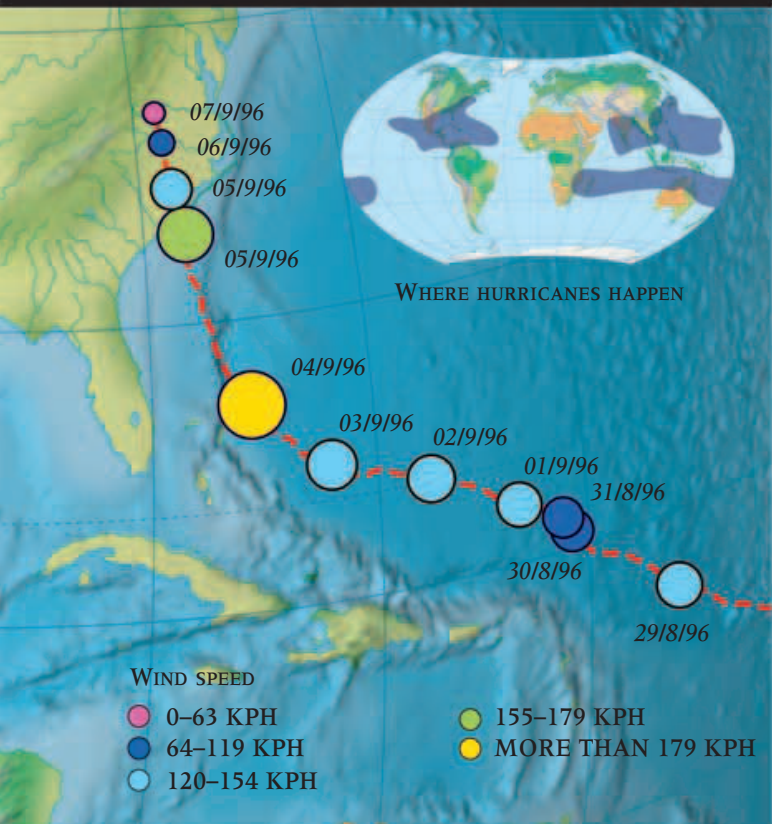 07/9/96
06/9/96
05/9/96
05/9/96
WHERE HURRICANES HAPPEN
04/9/96
03/9/96
02/9/96
01/9/96
31/8/96
30/8/96
29/8/96
WIND SPEED
0–63 KPH
64–119 KPH
120–154 KPH
155–179 KPH
MORE THAN 179 KPH